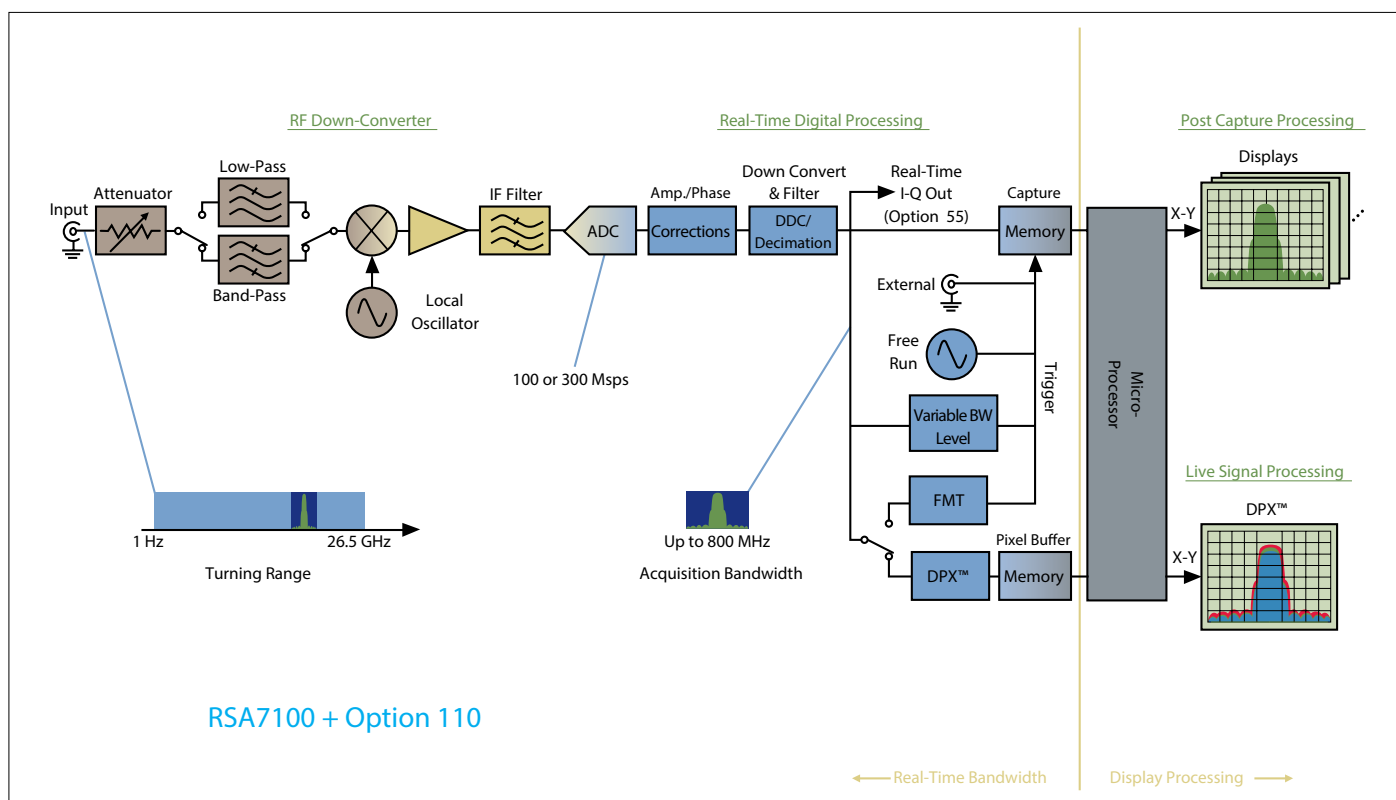 RF Down-Converter
Real-Time Digital Processing
Post Capture Processing
Input
Attenuator
Low-Pass
Band-Pass
Local
Oscillator
IF Filter
ADC
100 or 300 Msps
Amp./Phase
Corrections
Down Convert
& Filter
DDC/
Decimation
Real-Time
I-Q Out
(Option 55)
Capture
Memory
External
Free
Run
Trigger
Variable BW
Level
FMT
DPX™
Pixel Buffer
Memory
Micro-
Processor
X-Y
Displays
Live Signal Processing
DPX™
X-Y
1 Hz
26.5 GHz
Turning Range
Up to 800 MHz
Acquisition Bandwidth
RSA7100 + Option 110
Real-Time Bandwidth
Display Processing